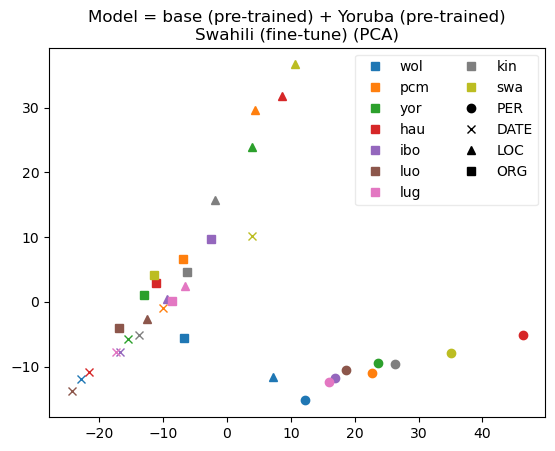 Model = base (pre-trained) + Yoruba (pre-trained)
Swahili (fine-tune) (PCA)
wol
pcm
yor
hau
ibo
luo
lug
kin
swa
PER
DATE
LOC
ORG
30
20
10
0
−10
−20
−10
0
10
20
30
40